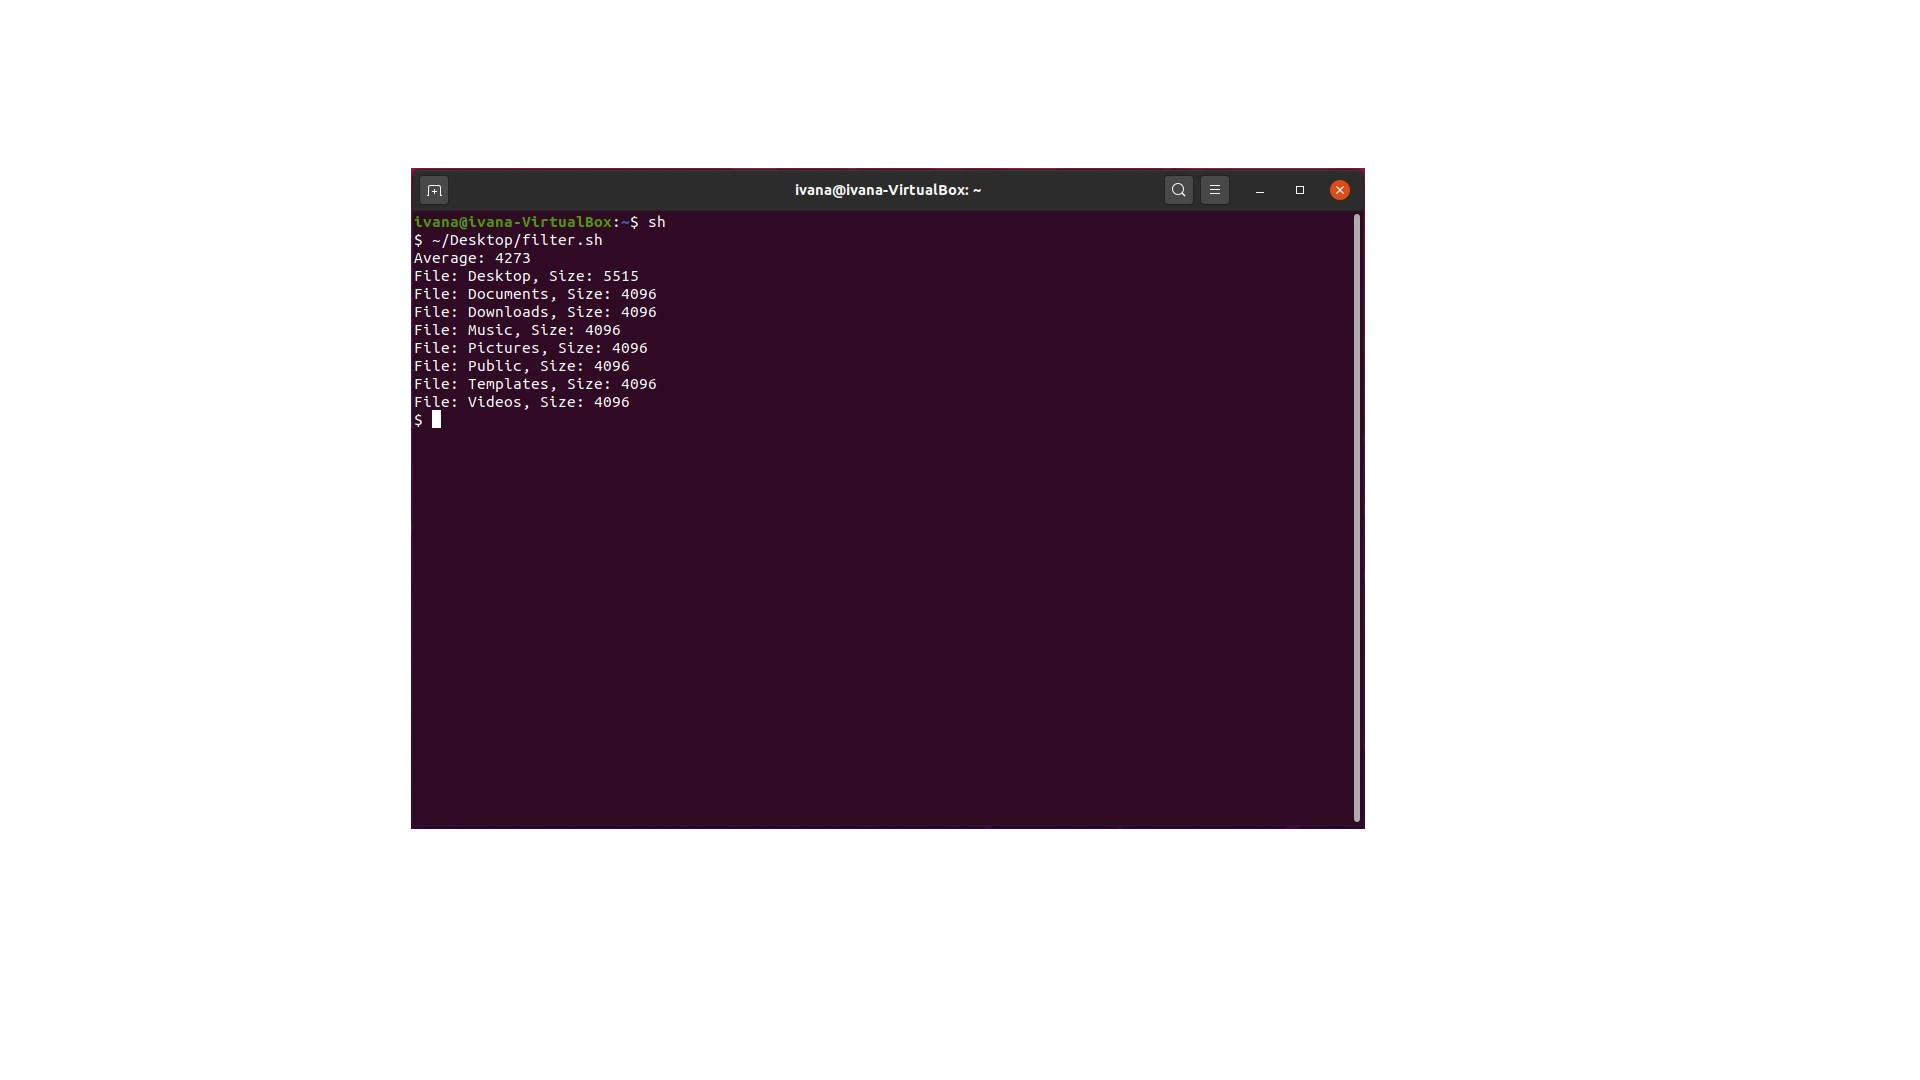 ivana@ivana-VirtualBox: ~
ivana@ivana-VirtualBox:~$ sh
$ ~/Desktop/filter.sh
Average: 4273
File: Desktop, Size: 5515
File: Documents, Size: 4096
File: Downloads, Size: 4096
File: Music, Size: 4096
File: Pictures, Size: 4096
File: Public, Size: 4096
File: Templates, Size: 4096
File: Videos, Size: 4096
$